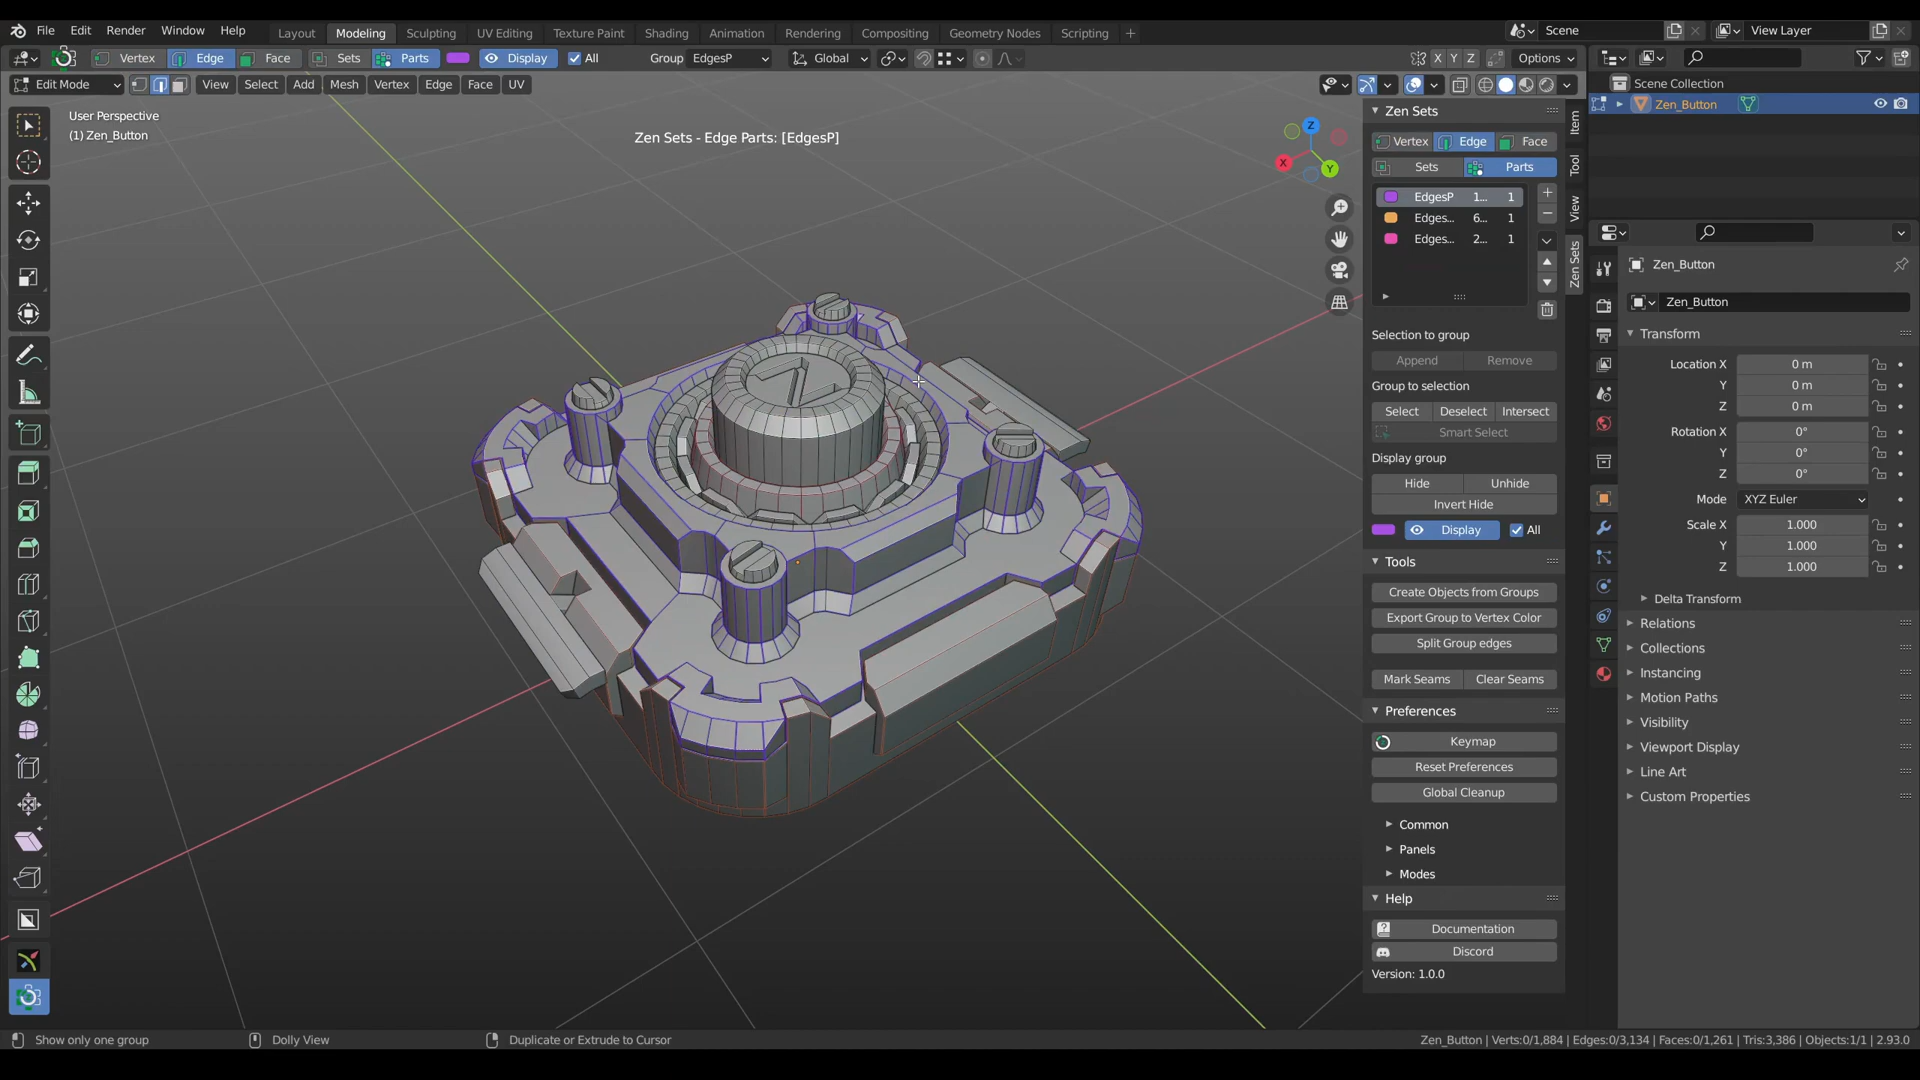 File Edit Render Window Help
Layout Modeling Sculpting UV Editing Texture Paint Shading Animation Rendering Compositing Geometry Nodes Scripting +
Scene
View Layer
Vertex Edge Face Sets Parts Display All Group EdgesP Global
X Y Z Options
Edit Mode View Select Add Mesh Vertex Edge Face UV
User Perspective
(1) Zen_Button
Zen Sets - Edge Parts: [EdgesP]
Z
X
Y
Zen Sets
Vertex Edge Face
Sets Parts
EdgesP 1... 1
Edges... 6... 1
Edges... 2... 1
Selection to group
Append Remove
Group to selection
Select Deselect Intersect
Smart Select
Display group
Hide Unhide
Invert Hide
Display All
Tools
Create Objects from Groups
Export Group to Vertex Color
Split Group edges
Mark Seams Clear Seams
Preferences
Keymap
Reset Preferences
Global Cleanup
Common
Panels
Modes
Help
Documentation
Discord
Version: 1.0.0
Item
Tool
View
Zen Sets
Scene Collection
Zen_Button
Zen_Button
Zen_Button
Transform
Location X 0 m
Y 0 m
Z 0 m
Rotation X 0°
Y 0°
Z 0°
Mode XYZ Euler
Scale X 1.000
Y 1.000
Z 1.000
Delta Transform
Relations
Collections
Instancing
Motion Paths
Visibility
Viewport Display
Line Art
Custom Properties
Show only one group Dolly View Duplicate or Extrude to Cursor
Zen_Button | Verts:0/1,884 | Edges:0/3,134 | Faces:0/1,261 | Tris:3,386 | Objects:1/1 | 2.93.0